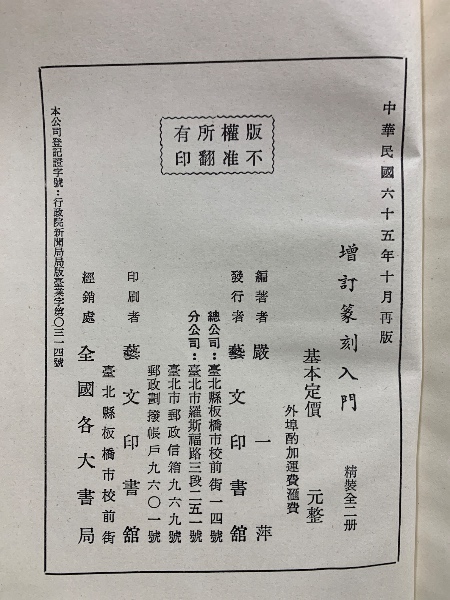 中華民國六十五年十月再版
增訂篆刻入門
精裝全二册
基本定價　元整
外埠酌加運費滙費
版權所有
不准翻印
編著者 嚴一萍
發行者 藝文印書舘
總公司：臺北縣板橋市校前街一四號
分公司：臺北市羅斯福路三段二五一號
臺北市郵政信箱九六九號
郵政劃撥帳戶九六〇一號
印刷者 藝文印書舘
臺北縣板橋市校前街
經銷處 全國各大書局
本公司登記證字號：行政院新聞局局版臺業字第〇三一四號